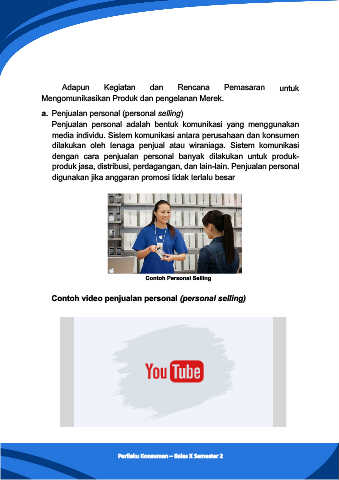 Adapun Kegiatan dan Rencana Pemasaran untuk
Mengomunikasikan Produk dan pengelanan Merek.
a. Penjualan personal (personal selling)
Penjualan personal adalah bentuk komunikasi yang menggunakan
media individu. Sistem komunikasi antara perusahaan dan konsumen
dilakukan oleh tenaga penjual atau wiraniaga. Sistem komunikasi
dengan cara penjualan personal banyak dilakukan untuk produk-
produk jasa, distribusi, perdagangan, dan lain-lain. Penjualan personal
digunakan jika anggaran promosi tidak terlalu besar
Contoh Personal Selling
Contoh video penjualan personal (personal selling)
YouTube
Perilaku Konsumen – Kelas X Semester 2